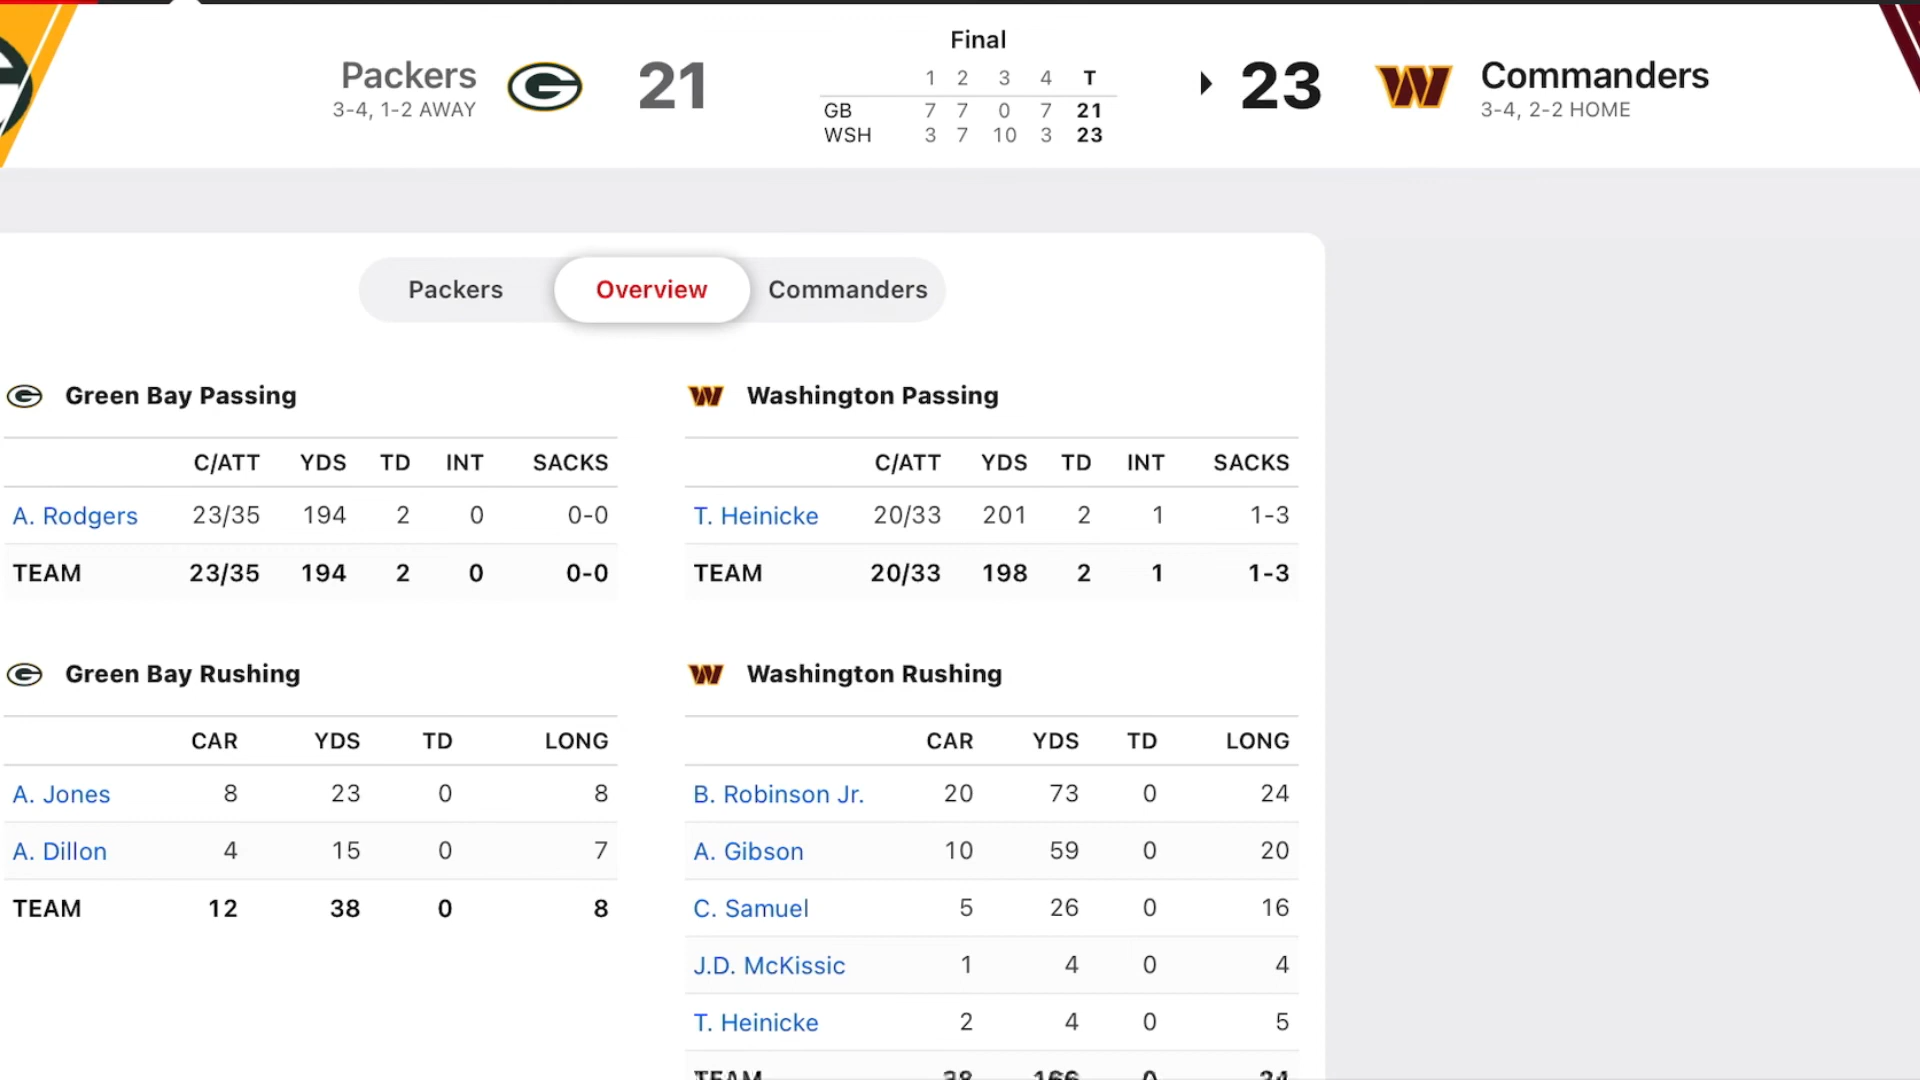 Final
Packers
3-4, 1-2 AWAY
21
1 2 3 4 T
GB 7 7 0 7 21
WSH 3 7 10 3 23
23
Commanders
3-4, 2-2 HOME
Packers Overview Commanders
Green Bay Passing
C/ATT YDS TD INT SACKS
A. Rodgers 23/35 194 2 0 0-0
TEAM 23/35 194 2 0 0-0
Washington Passing
C/ATT YDS TD INT SACKS
T. Heinicke 20/33 201 2 1 1-3
TEAM 20/33 198 2 1 1-3
Green Bay Rushing
CAR YDS TD LONG
A. Jones 8 23 0 8
A. Dillon 4 15 0 7
TEAM 12 38 0 8
Washington Rushing
CAR YDS TD LONG
B. Robinson Jr. 20 73 0 24
A. Gibson 10 59 0 20
C. Samuel 5 26 0 16
J.D. McKissic 1 4 0 4
T. Heinicke 2 4 0 5
TEAM 38 166 0